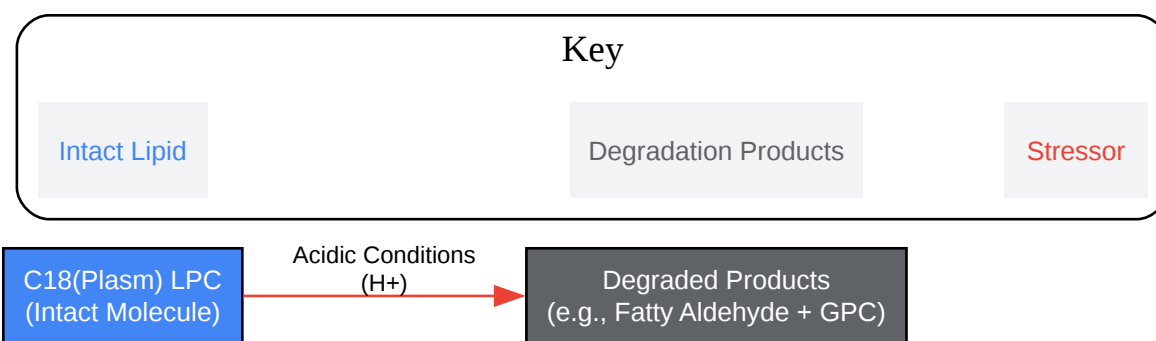 Key
Intact Lipid
Degradation Products
Stressor
C18(Plasm) LPC
(Intact Molecule)
Acidic Conditions
(H+)
Degraded Products
(e.g., Fatty Aldehyde + GPC)